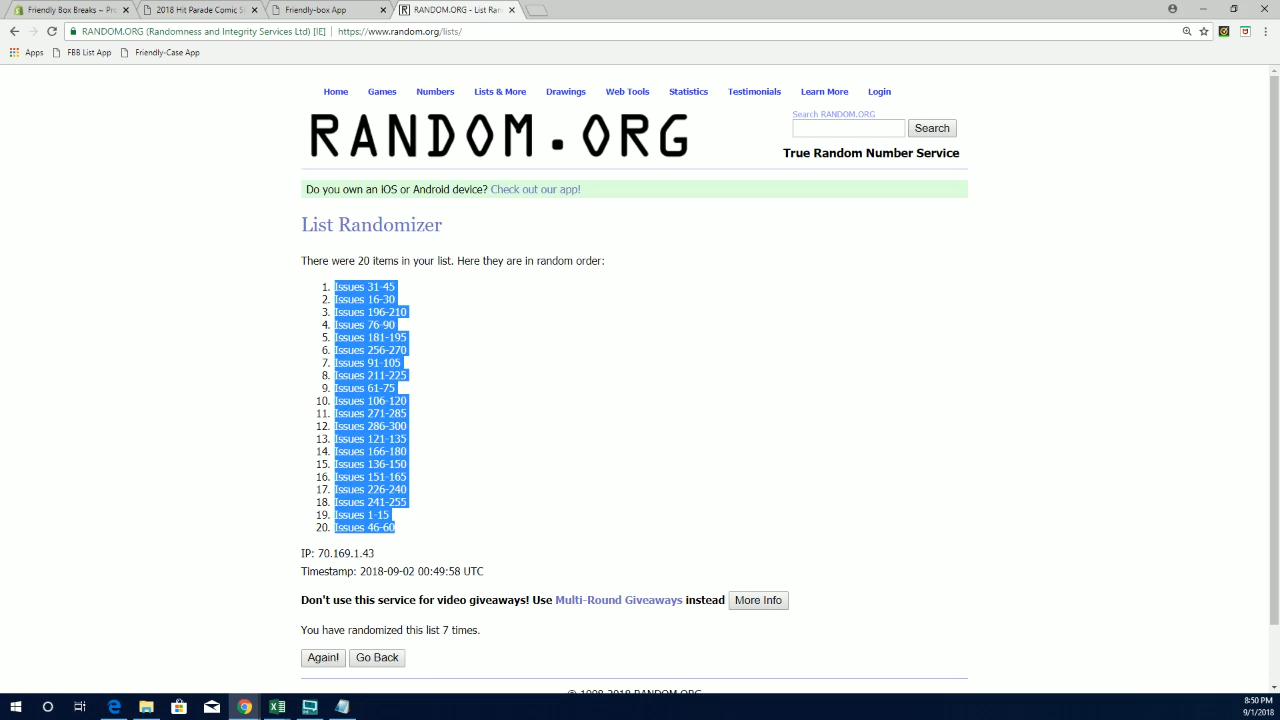 Friendly Box Breaks ~ Pr
2018 Hit Parade Comic S
Friendly-box App
RANDOM.ORG - List Ran
RANDOM.ORG (Randomness and Integrity Services Ltd) [IE]
https://www.random.org/lists/
Apps
FBB List App
Friendly-Case App
Home Games Numbers Lists & More Drawings Web Tools Statistics Testimonials Learn More Login
RANDOM.ORG
Search RANDOM.ORG
Search
True Random Number Service
Do you own an iOS or Android device? Check out our app!
List Randomizer
There were 20 items in your list. Here they are in random order:
1. Issues 31-45
2. Issues 16-30
3. Issues 196-210
4. Issues 76-90
5. Issues 181-195
6. Issues 256-270
7. Issues 91-105
8. Issues 211-225
9. Issues 61-75
10. Issues 106-120
11. Issues 271-285
12. Issues 286-300
13. Issues 121-135
14. Issues 166-180
15. Issues 136-150
16. Issues 151-165
17. Issues 226-240
18. Issues 241-255
19. Issues 1-15
20. Issues 46-60
IP: 70.169.1.43
Timestamp: 2018-09-02 00:49:58 UTC
Don't use this service for video giveaways! Use Multi-Round Giveaways instead More Info
You have randomized this list 7 times.
Again! Go Back
© 1998-2018 RANDOM.ORG
8:50 PM
9/1/2018